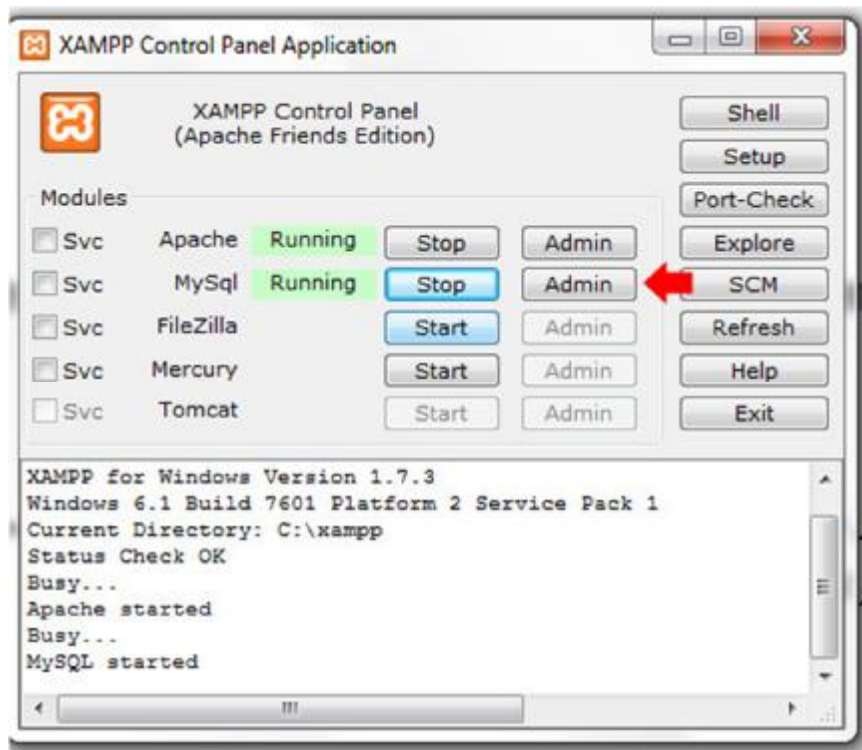 XAMPP Control Panel Application
XAMPP Control Panel
(Apache Friends Edition)
Shell
Setup
Port-Check
Explore
SCM
Refresh
Help
Exit
Modules
Svc Apache Running Stop Admin
Svc MySql Running Stop Admin
Svc FileZilla Start Admin
Svc Mercury Start Admin
Svc Tomcat Start Admin
XAMPP for Windows Version 1.7.3
Windows 6.1 Build 7601 Platform 2 Service Pack 1
Current Directory: C:\xampp
Status Check OK
Busy...
Apache started
Busy...
MySQL started